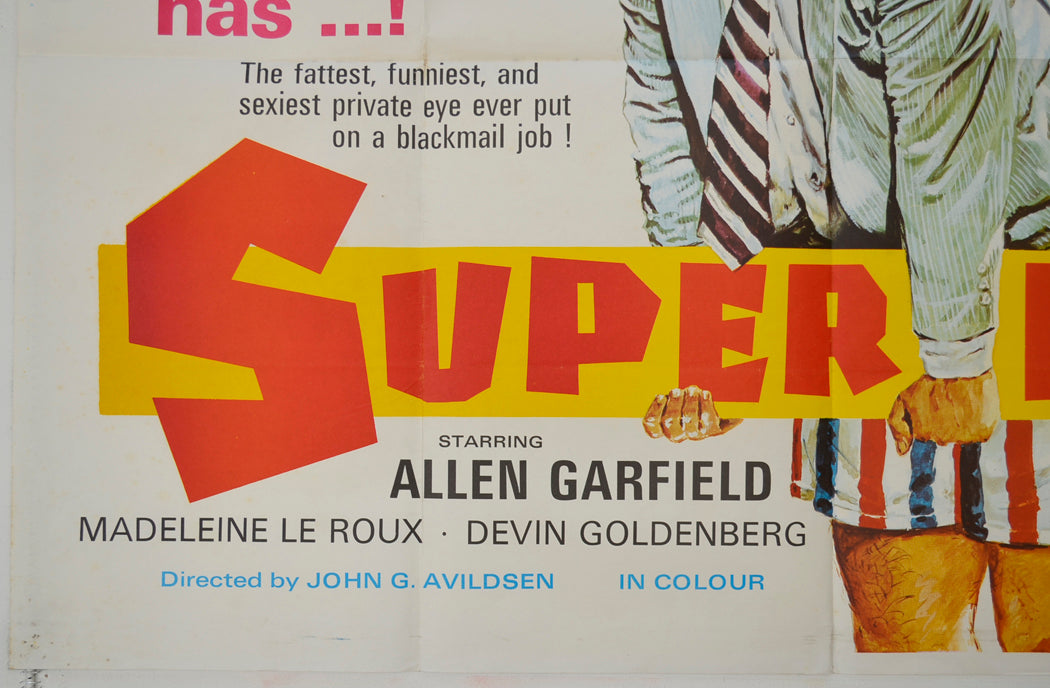 has ...!
The fattest, funniest, and
sexiest private eye ever put
on a blackmail job !
SUPER
STARRING
ALLEN GARFIELD
MADELEINE LE ROUX · DEVIN GOLDENBERG
Directed by JOHN G. AVILDSEN IN COLOUR